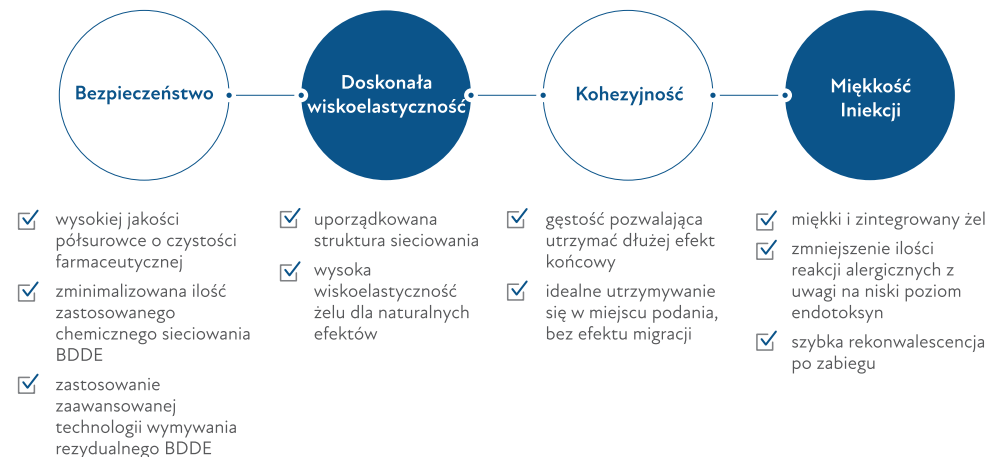 Bezpieczeństwo
Doskonała
wiskoelastyczność
Kohezyjność
Miękkość
Iniekcji
wysokiej jakości
półsurowce o czystości
farmaceutycznej
zminimalizowana ilość
zastosowanego
chemicznego sieciowania
BDDE
zastosowanie
zaawansowanej
technologii wymywania
rezydualnego BDDE
uporządkowana
struktura sieciowania
wysoka
wiskoelastyczność
żelu dla naturalnych
efektów
gęstość pozwalająca
utrzymać dłużej efekt
końcowy
idealne utrzymywanie
się w miejscu podania,
bez efektu migracji
miękki i zintegrowany żel
zmniejszenie ilości
reakcji alergicznych z
uwagi na niski poziom
endotoksyn
szybka rekonwalescencja
po zabiegu